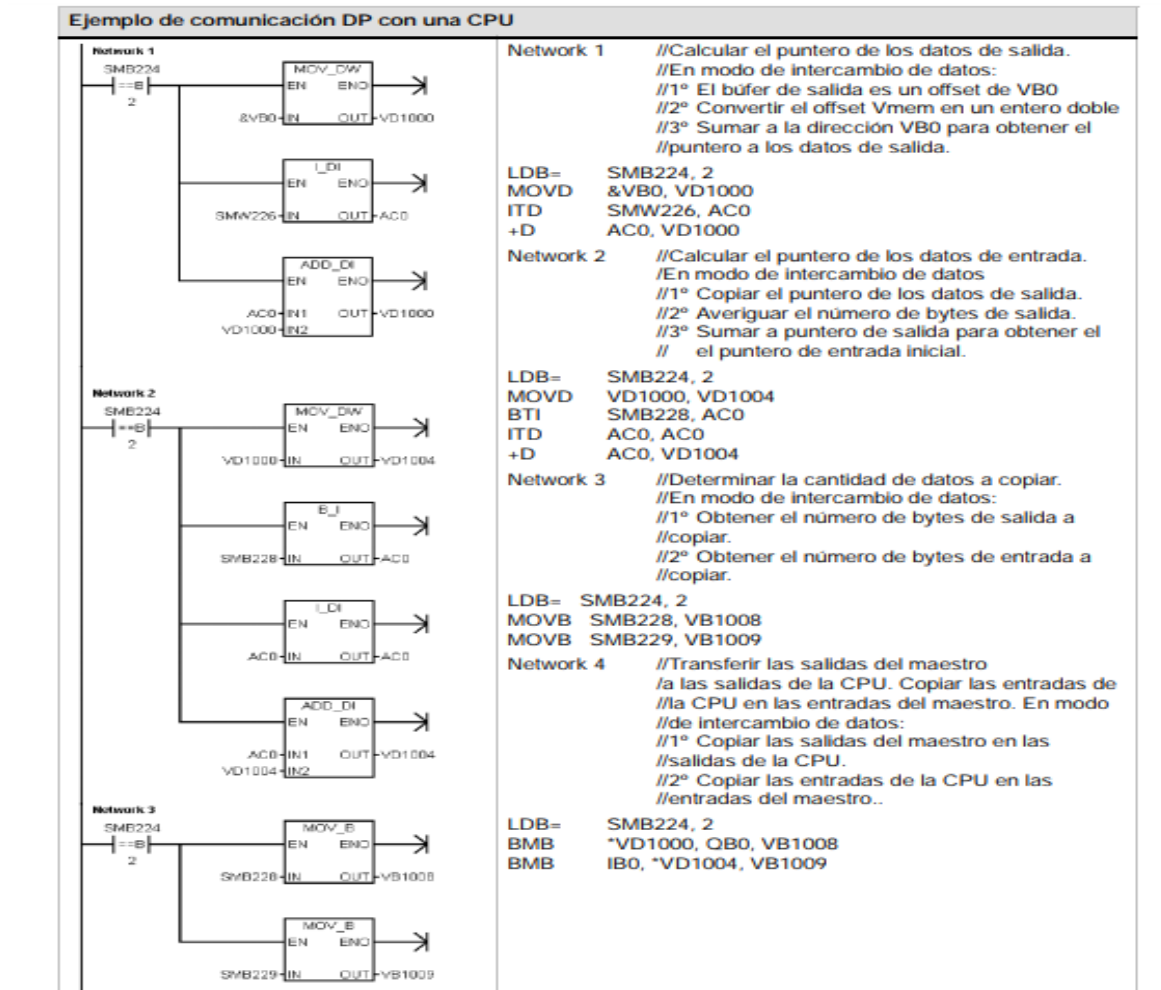 Ejemplo de comunicación DP con una CPU
Network 1
SMB224
==B
2
MOV_DW
EN ENO
&VB0 IN OUT VD1000
I_DI
EN ENO
SMW226 IN OUT AC0
ADD_DI
EN ENO
AC0 IN1 OUT VD1000
VD1000 IN2
Network 2
SMB224
==B
2
MOV_DW
EN ENO
VD1000 IN OUT VD1004
B_I
EN ENO
SMB228 IN OUT AC0
I_DI
EN ENO
AC0 IN OUT AC0
ADD_DI
EN ENO
AC0 IN1 OUT VD1004
VD1004 IN2
Network 3
SMB224
==B
2
MOV_B
EN ENO
SMB228 IN OUT VB1008
MOV_B
EN ENO
SMB229 IN OUT VB1009
Network 1 //Calcular el puntero de los datos de salida.
//En modo de intercambio de datos:
//1º El búfer de salida es un offset de VB0
//2º Convertir el offset Vmem en un entero doble
//3º Sumar a la dirección VB0 para obtener el
//puntero a los datos de salida.
LDB= SMB224, 2
MOVD &VB0, VD1000
ITD SMW226, AC0
+D AC0, VD1000
Network 2 //Calcular el puntero de los datos de entrada.
/En modo de intercambio de datos
//1º Copiar el puntero de los datos de salida.
//2º Averiguar el número de bytes de salida.
//3º Sumar a puntero de salida para obtener el
// el puntero de entrada inicial.
LDB= SMB224, 2
MOVD VD1000, VD1004
BTI SMB228, AC0
ITD AC0, AC0
+D AC0, VD1004
Network 3 //Determinar la cantidad de datos a copiar.
//En modo de intercambio de datos:
//1º Obtener el número de bytes de salida a
//copiar.
//2º Obtener el número de bytes de entrada a
//copiar.
LDB= SMB224, 2
MOVB SMB228, VB1008
MOVB SMB229, VB1009
Network 4 //Transferir las salidas del maestro
/a las salidas de la CPU. Copiar las entradas de
//la CPU en las entradas del maestro. En modo
//de intercambio de datos:
//1º Copiar las salidas del maestro en las
//salidas de la CPU.
//2º Copiar las entradas de la CPU en las
//entradas del maestro..
LDB= SMB224, 2
BMB *VD1000, QB0, VB1008
BMB IB0, *VD1004, VB1009